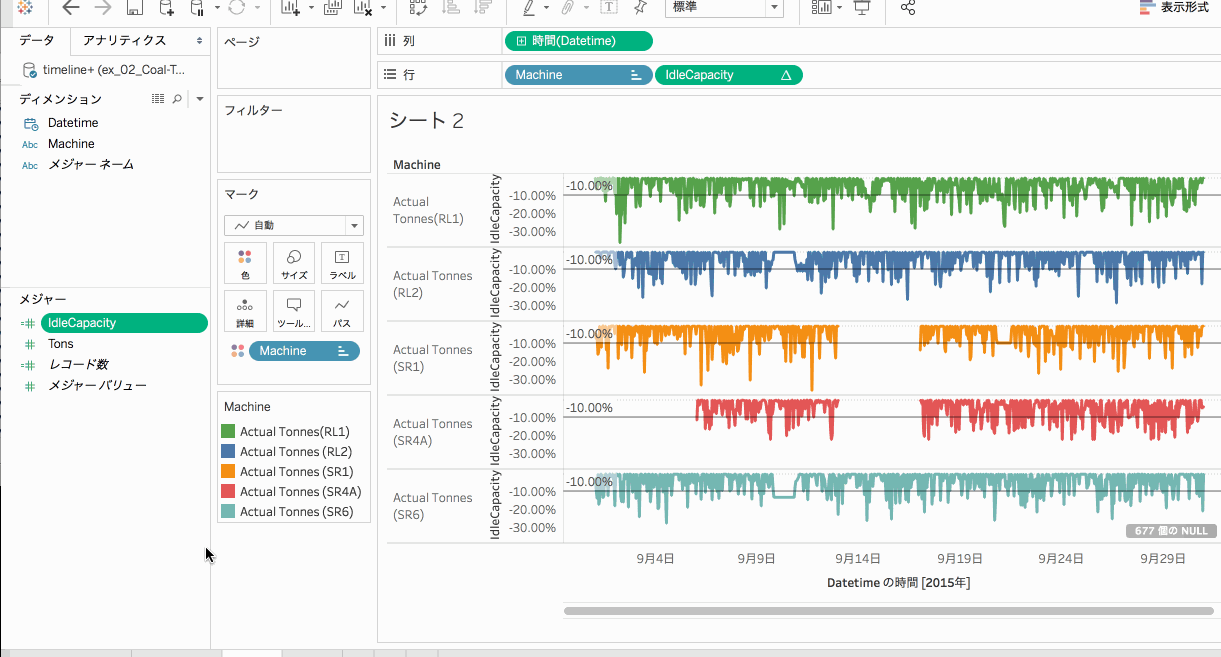 標準
表示形式
データ
アナリティクス
timeline+ (ex_02_Coal-T...
ディメンション
Datetime
Abc Machine
Abc メジャー ネーム
メジャー
IdleCapacity
Tons
レコード数
メジャー バリュー
ページ
フィルター
マーク
自動
色
サイズ
T
ラベル
詳細
ツール...
パス
Machine
Machine
Actual Tonnes(RL1)
Actual Tonnes (RL2)
Actual Tonnes (SR1)
Actual Tonnes (SR4A)
Actual Tonnes (SR6)
列
時間(Datetime)
行
Machine
IdleCapacity
シート 2
Machine
Actual
Tonnes(RL1)
IdleCapacity
-10.00%
-20.00%
-30.00%
-10.00%
Actual Tonnes
(RL2)
IdleCapacity
-10.00%
-20.00%
-30.00%
-10.00%
Actual Tonnes
(SR1)
IdleCapacity
-10.00%
-20.00%
-30.00%
-10.00%
Actual Tonnes
(SR4A)
IdleCapacity
-10.00%
-20.00%
-30.00%
-10.00%
Actual Tonnes
(SR6)
IdleCapacity
-10.00%
-20.00%
-30.00%
-10.00%
677 個の NULL
9月4日
9月9日
9月14日
9月19日
9月24日
9月29日
Datetime の時間 [2015年]